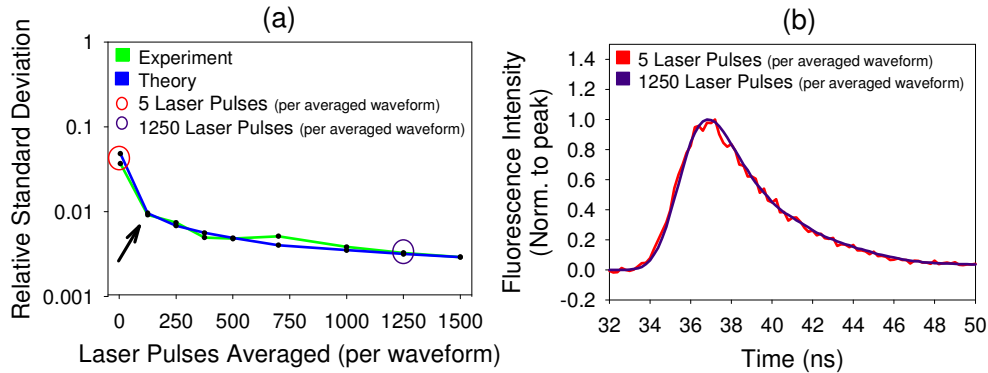 (a)
Relative Standard Deviation
1
0.1
0.01
0.001
Experiment
Theory
5 Laser Pulses (per averaged waveform)
1250 Laser Pulses (per averaged waveform)
0 250 500 750 1000 1250 1500
Laser Pulses Averaged (per waveform)
(b)
Fluorescence Intensity
(Norm. to peak)
1.4
1.2
1.0
0.8
0.6
0.4
0.2
0.0
-0.2
5 Laser Pulses (per averaged waveform)
1250 Laser Pulses (per averaged waveform)
32 34 36 38 40 42 44 46 48 50
Time (ns)